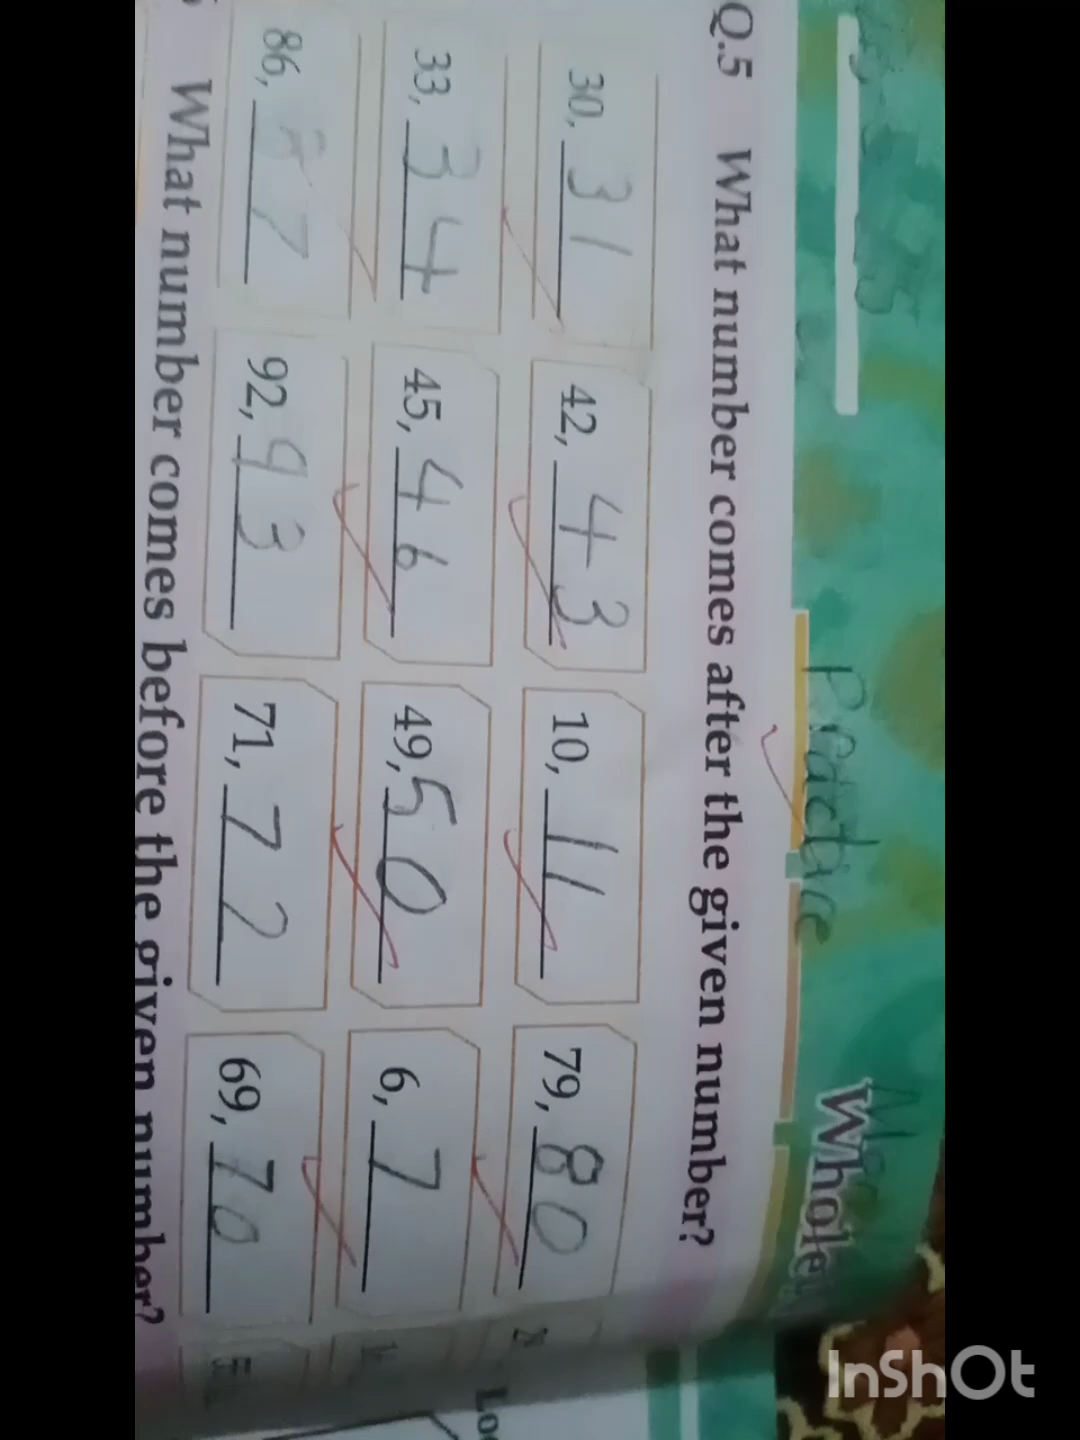 Practice
Whole
Q.5 What number comes after the given number?
30, 31 42, 43 10, 11 79, 80
33, 34 45, 46 49, 50 6, 7
86, 87 92, 93 71, 72 69, 70
What number comes before the given number?
InShOt